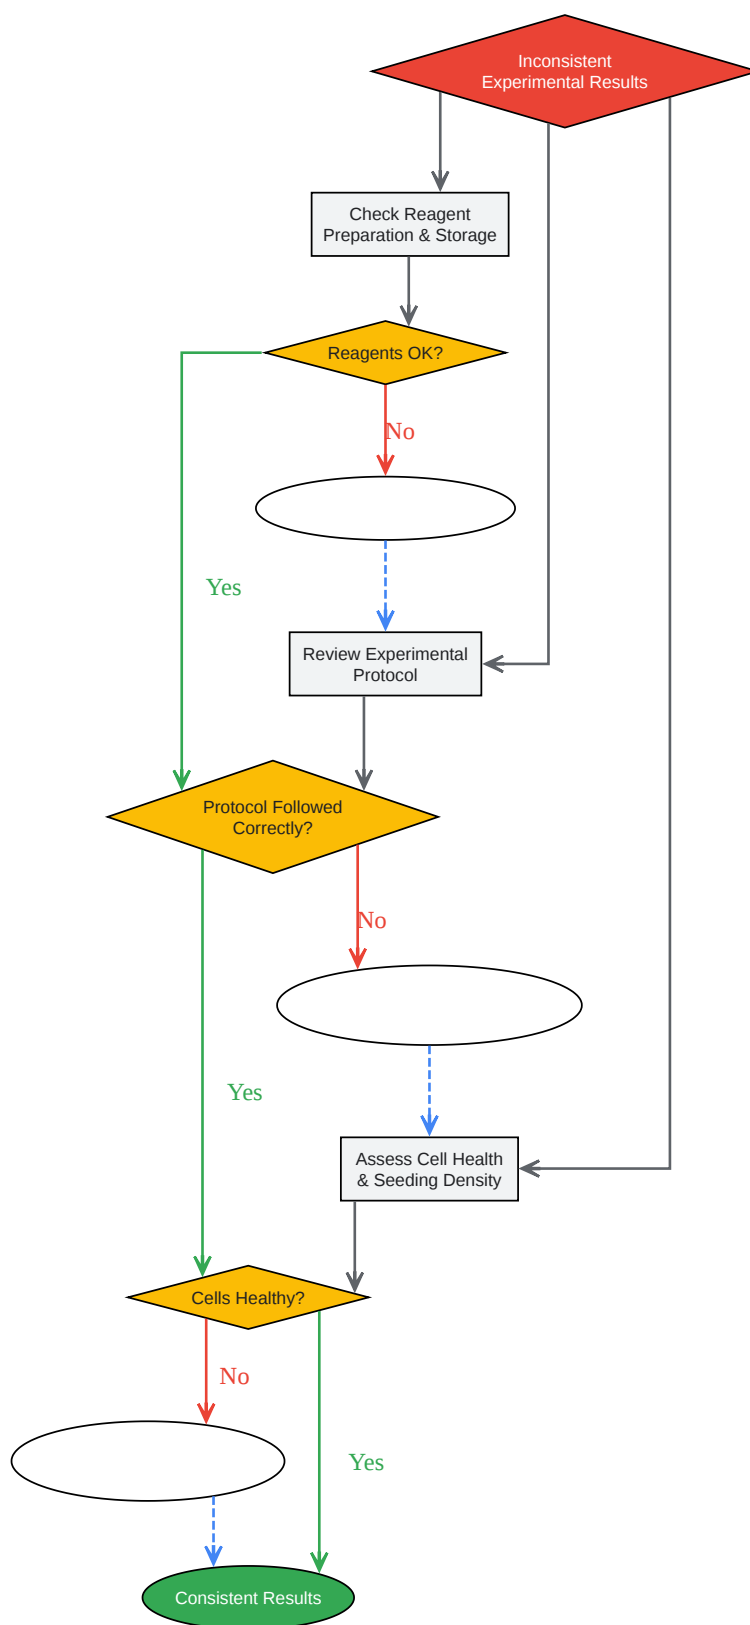 Inconsistent
Experimental Results
Check Reagent
Preparation & Storage
Reagents OK?
No
Yes
Review Experimental
Protocol
Protocol Followed
Correctly?
No
Yes
Assess Cell Health
& Seeding Density
Cells Healthy?
No
Yes
Consistent Results